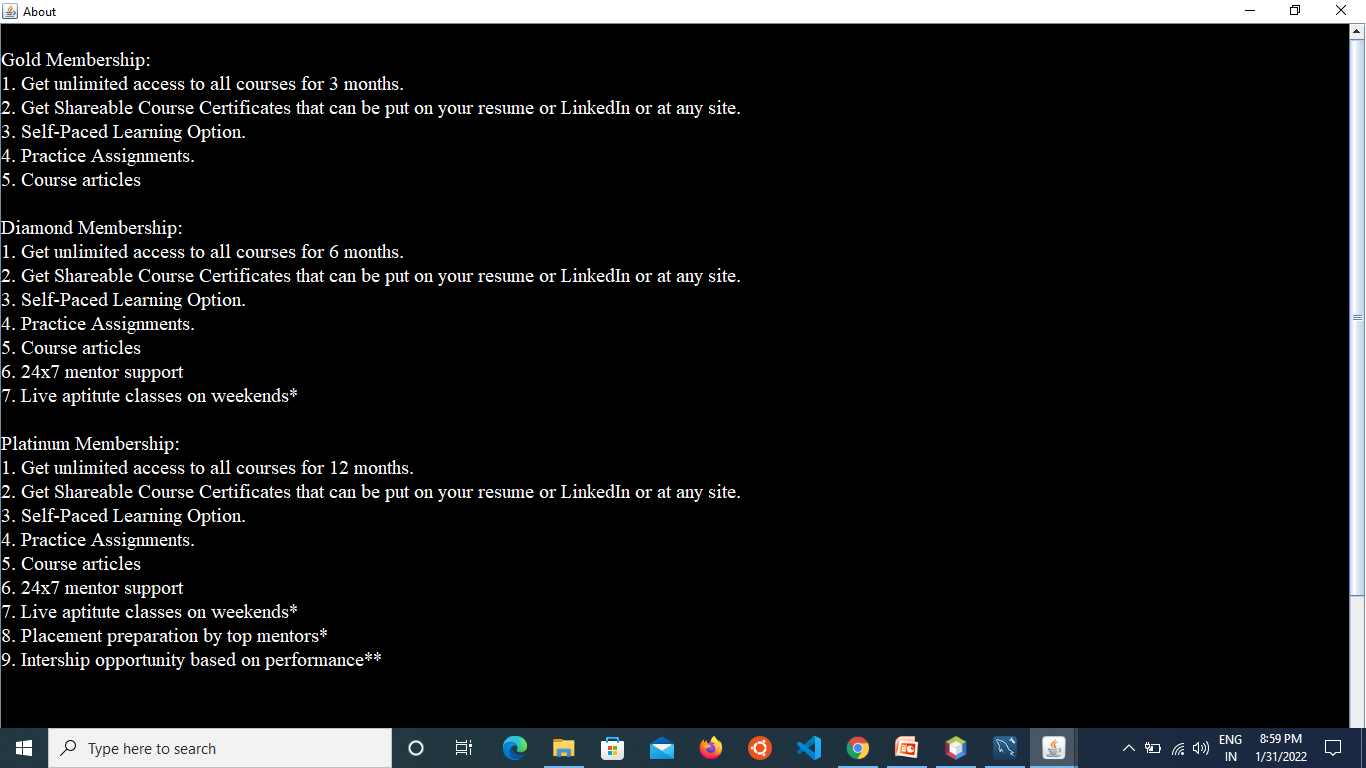 About
Gold Membership:
1. Get unlimited access to all courses for 3 months.
2. Get Shareable Course Certificates that can be put on your resume or LinkedIn or at any site.
3. Self-Paced Learning Option.
4. Practice Assignments.
5. Course articles
Diamond Membership:
1. Get unlimited access to all courses for 6 months.
2. Get Shareable Course Certificates that can be put on your resume or LinkedIn or at any site.
3. Self-Paced Learning Option.
4. Practice Assignments.
5. Course articles
6. 24x7 mentor support
7. Live aptitute classes on weekends*
Platinum Membership:
1. Get unlimited access to all courses for 12 months.
2. Get Shareable Course Certificates that can be put on your resume or LinkedIn or at any site.
3. Self-Paced Learning Option.
4. Practice Assignments.
5. Course articles
6. 24x7 mentor support
7. Live aptitute classes on weekends*
8. Placement preparation by top mentors*
9. Intership opportunity based on performance**
Type here to search
ENG
IN
8:59 PM
1/31/2022